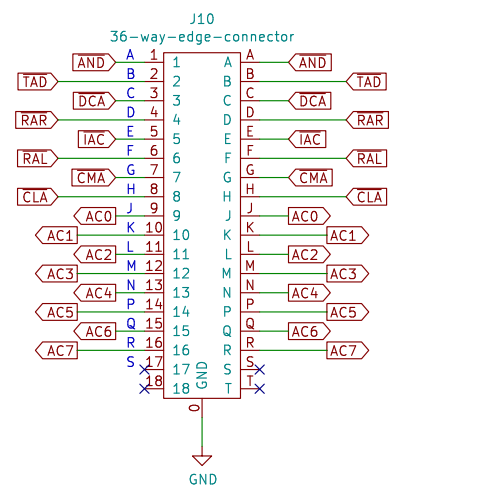 J10
36-way-edge-connector
AND A 1 1 A A AND
TAD B 2 2 B B TAD
DCA C 3 3 C C DCA
RAR D 4 4 D D RAR
IAC E 5 5 E E IAC
RAL F 6 6 F F RAL
CMA G 7 7 G G CMA
CLA H 8 8 H H CLA
AC0 J 9 9 J J AC0
AC1 K 10 10 K K AC1
AC2 L 11 11 L L AC2
AC3 M 12 12 M M AC3
AC4 N 13 13 N N AC4
AC5 P 14 14 P P AC5
AC6 Q 15 15 Q Q AC6
AC7 R 16 16 R R AC7
S 17 17 S S
18 18 T T
GND
0
GND